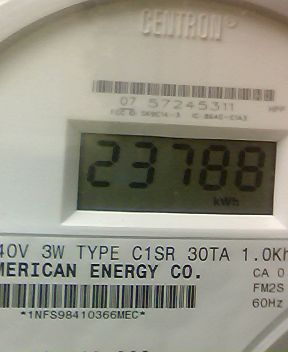 CENTRON
07 57245311
23788
kWh
40V 3W TYPE C1SR 30TA 1.0Kh
MERICAN ENERGY CO.
CA 0
FM2S
60Hz
*1NFS98410366MEC*